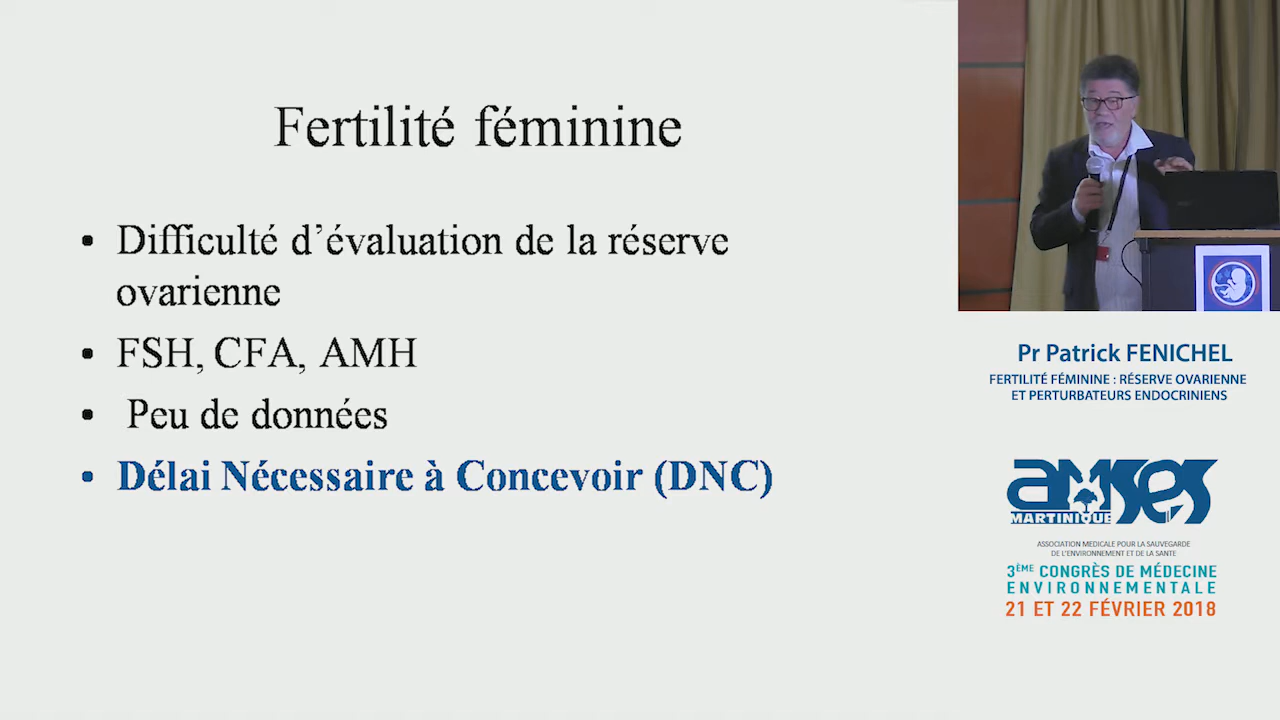 Fertilité féminine
• Difficulté d’évaluation de la réserve
ovarienne
• FSH, CFA, AMH
• Peu de données
• Délai Nécessaire à Concevoir (DNC)
Pr Patrick FENICHEL
FERTILITÉ FÉMININE : RÉSERVE OVARIENNE
ET PERTURBATEURS ENDOCRINIENS
AMSES
MARTINIQUE
ASSOCIATION MEDICALE POUR LA SAUVEGARDE
DE L'ENVIRONNEMENT ET DE LA SANTE
3ÈME CONGRÈS DE MÉDECINE
ENVIRONNEMENTALE
21 ET 22 FÉVRIER 2018